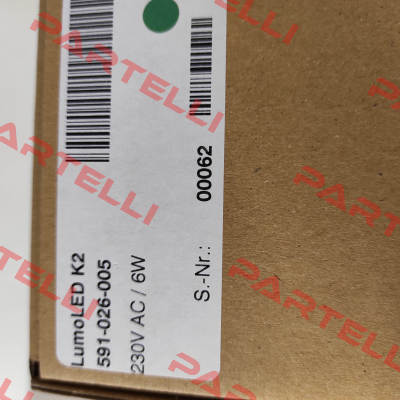 LumoLED K2
591-026-005
230V AC / 6W
S.-Nr.: 00062
PARTELLI
PARTELLI
PARTELLI
PARTELLI
PARTELLI